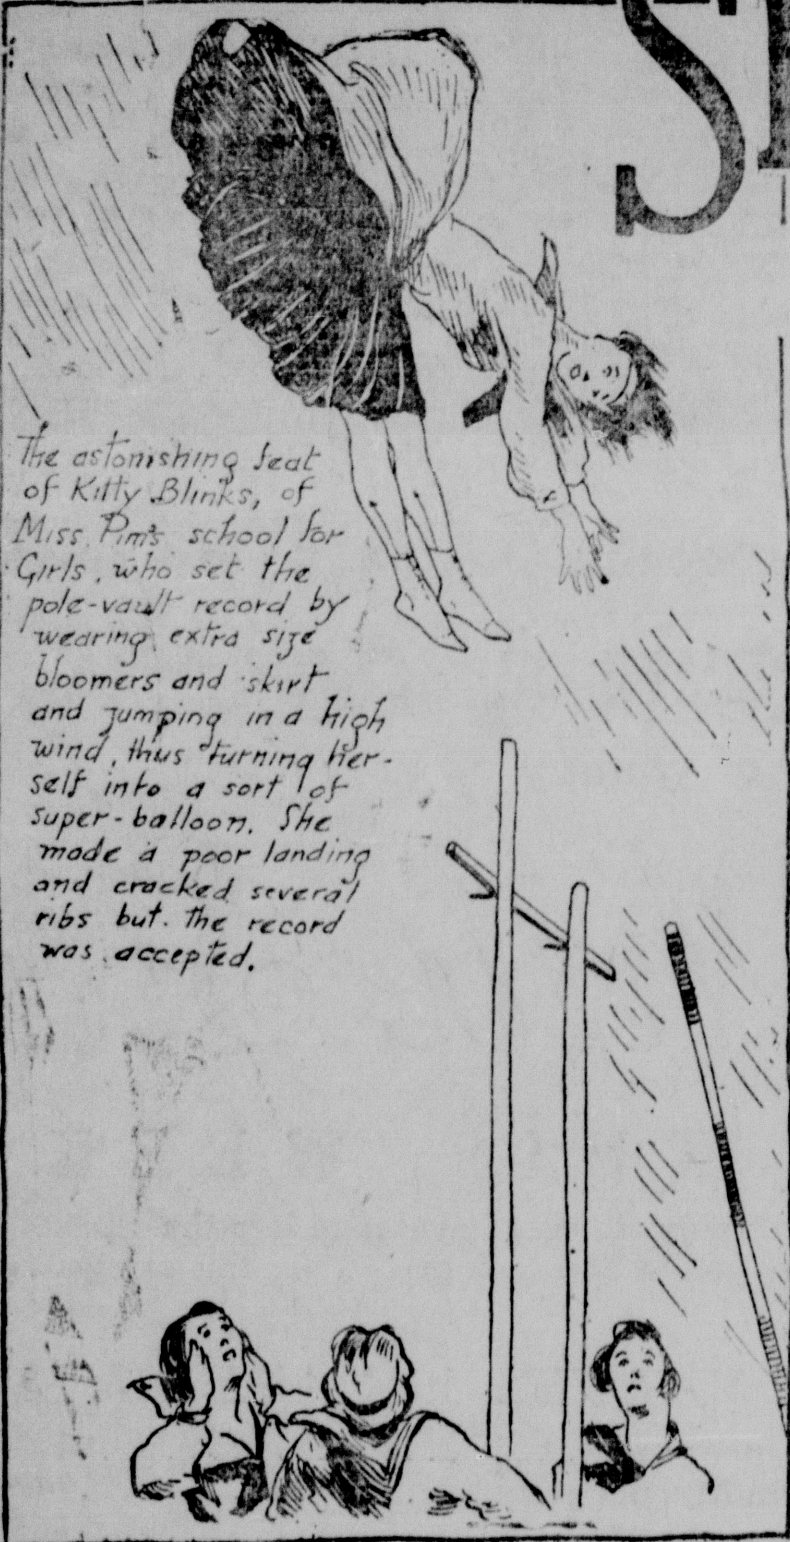 ST
The astonishing feat
of Kitty Blinks, of
Miss Pim's school for
Girls, who set the
pole-vault record by
wearing extra size
bloomers and skirt
and jumping in a high
wind, thus turning her-
self into a sort of
super-balloon. She
made a poor landing
and cracked several
ribs but the record
was accepted.